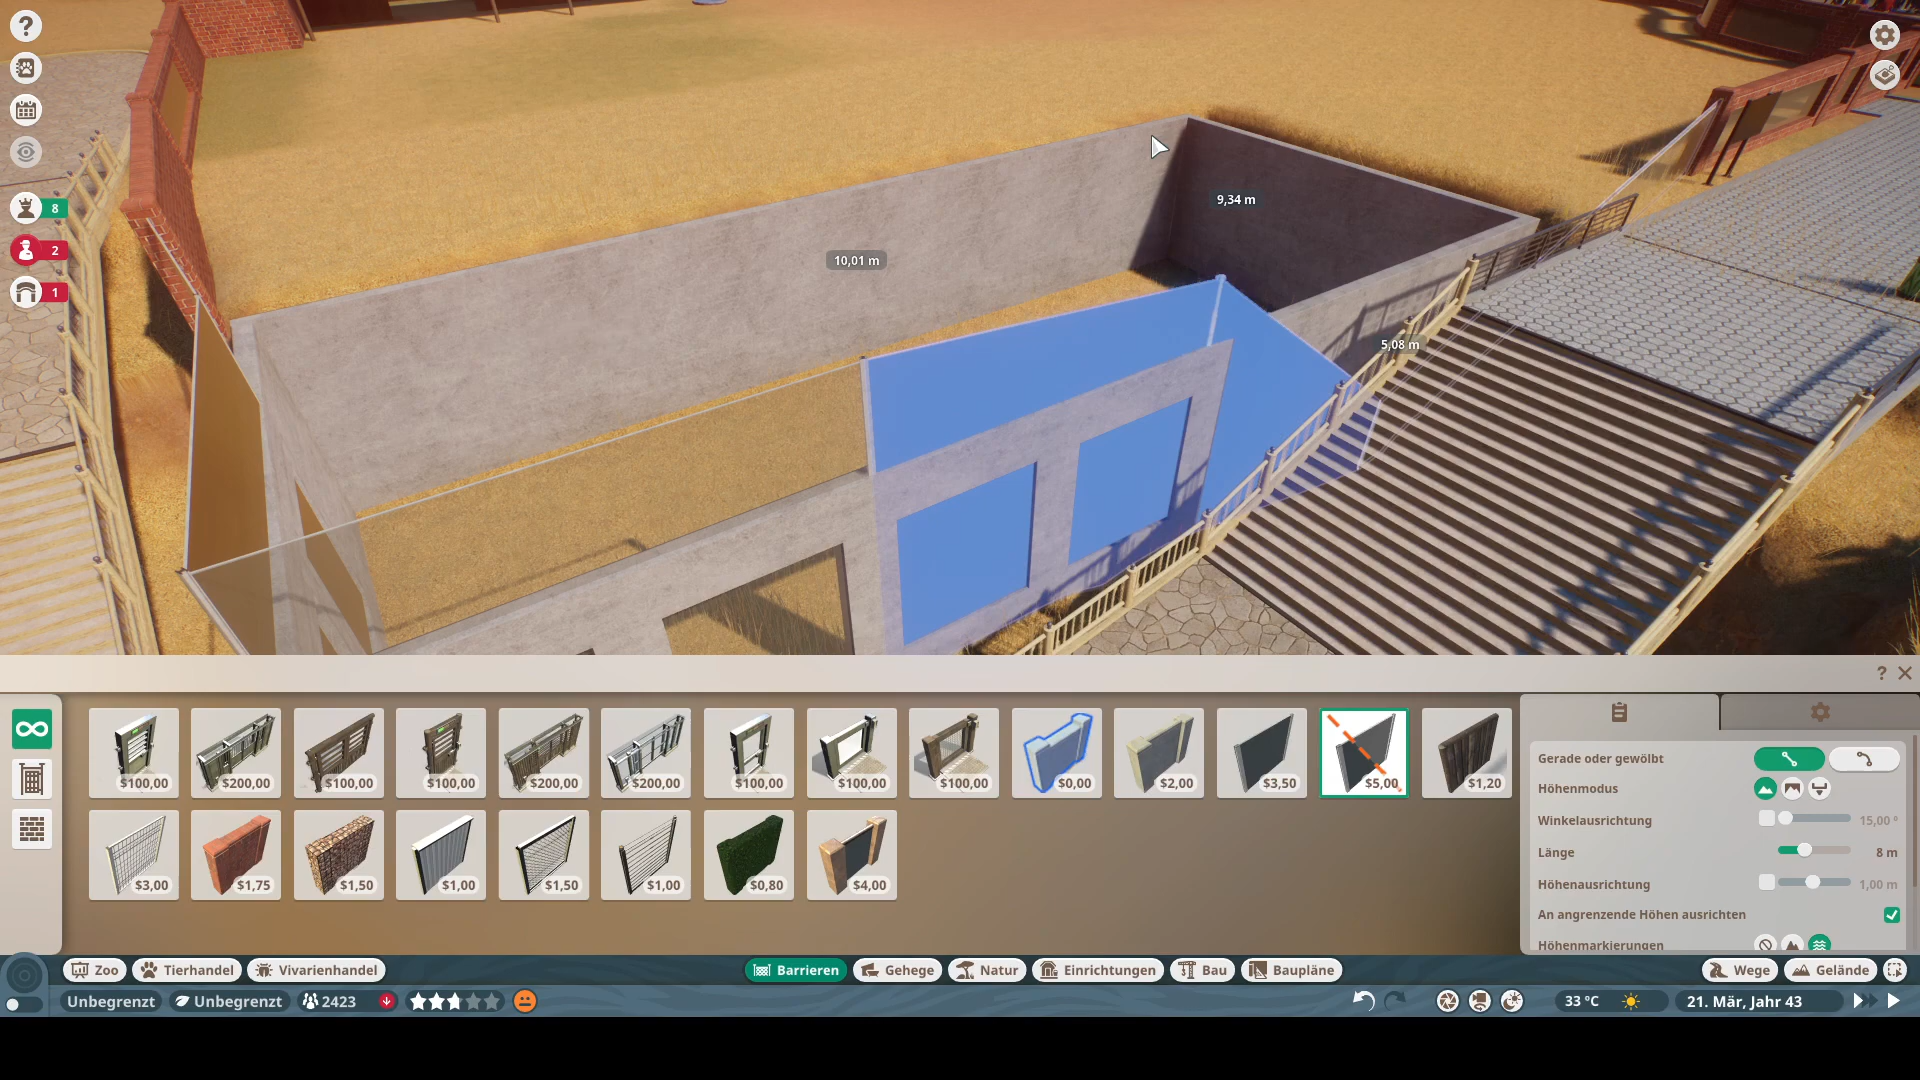 ?
8
2
1
9,34 m
10,01 m
5,08 m
?
$100,00
$200,00
$100,00
$100,00
$200,00
$200,00
$100,00
$100,00
$100,00
$0,00
$2,00
$3,50
$5,00
$1,20
$3,00
$1,75
$1,50
$1,00
$1,50
$1,00
$0,80
$4,00
Gerade oder gewölbt
Höhenmodus
Winkelausrichtung 15,00 °
Länge 8 m
Höhenausrichtung 1,00 m
An angrenzende Höhen ausrichten
Höhenmarkierungen
Zoo Tierhandel Vivarienhandel Barrieren Gehege Natur Einrichtungen Bau Baupläne Wege Gelände
Unbegrenzt Unbegrenzt 2423 33 °C 21. Mär, Jahr 43